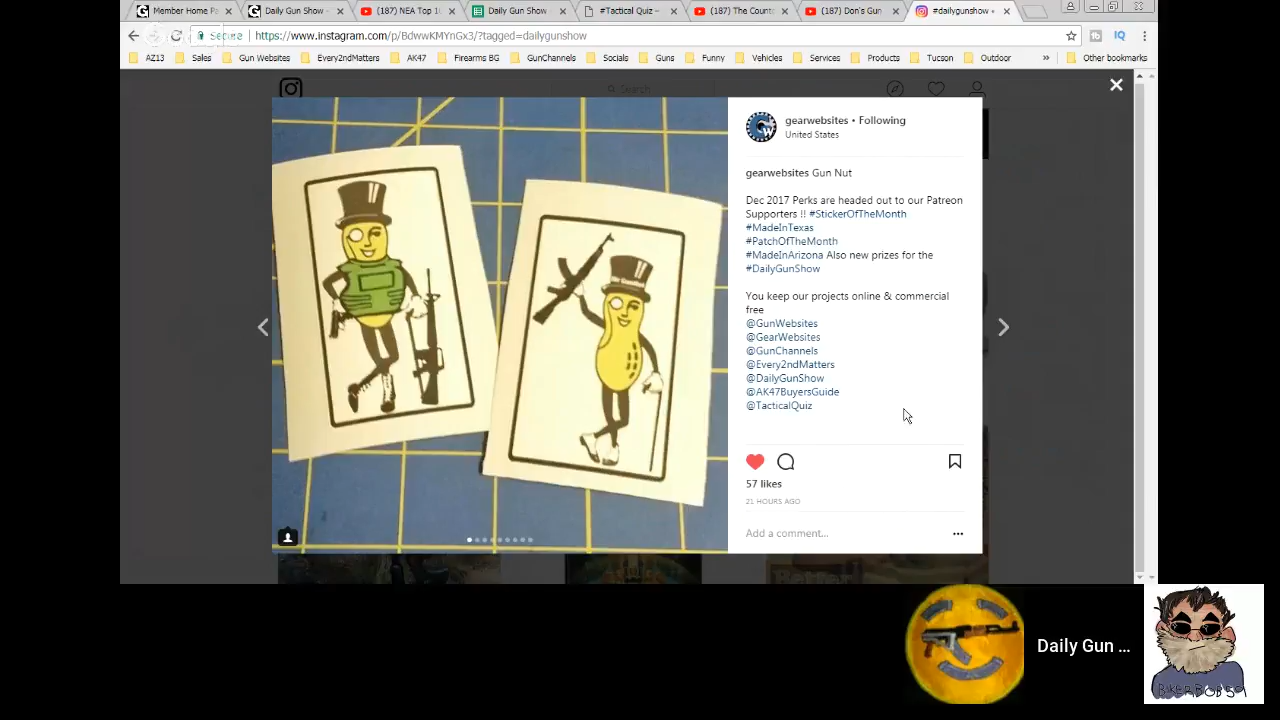 Member Home P
Daily Gun Show -
(187) NEA Top 1
Daily Gun Show
#Tactical Quiz –
(187) The Count
(187) Don's Gun
#dailygunshow •
Secure
https://www.instagram.com/p/BdwwKMYnGx3/?tagged=dailygunshow
AZ13
Sales
Gun Websites
Every2ndMatters
AK47
Firearms BG
GunChannels
Socials
Guns
Funny
Vehicles
Services
Products
Tucson
Outdoor
»
Other bookmarks
Search
gearwebsites • Following
United States
gearwebsites Gun Nut
Dec 2017 Perks are headed out to our Patreon
Supporters !! #StickerOfTheMonth
#MadeInTexas
#PatchOfTheMonth
#MadeInArizona Also new prizes for the
#DailyGunShow
You keep our projects online & commercial
free
@GunWebsites
@GearWebsites
@GunChannels
@Every2ndMatters
@DailyGunShow
@AK47BuyersGuide
@TacticalQuiz
57 likes
21 HOURS AGO
Add a comment...
Daily Gun ...
BIKERBOB59